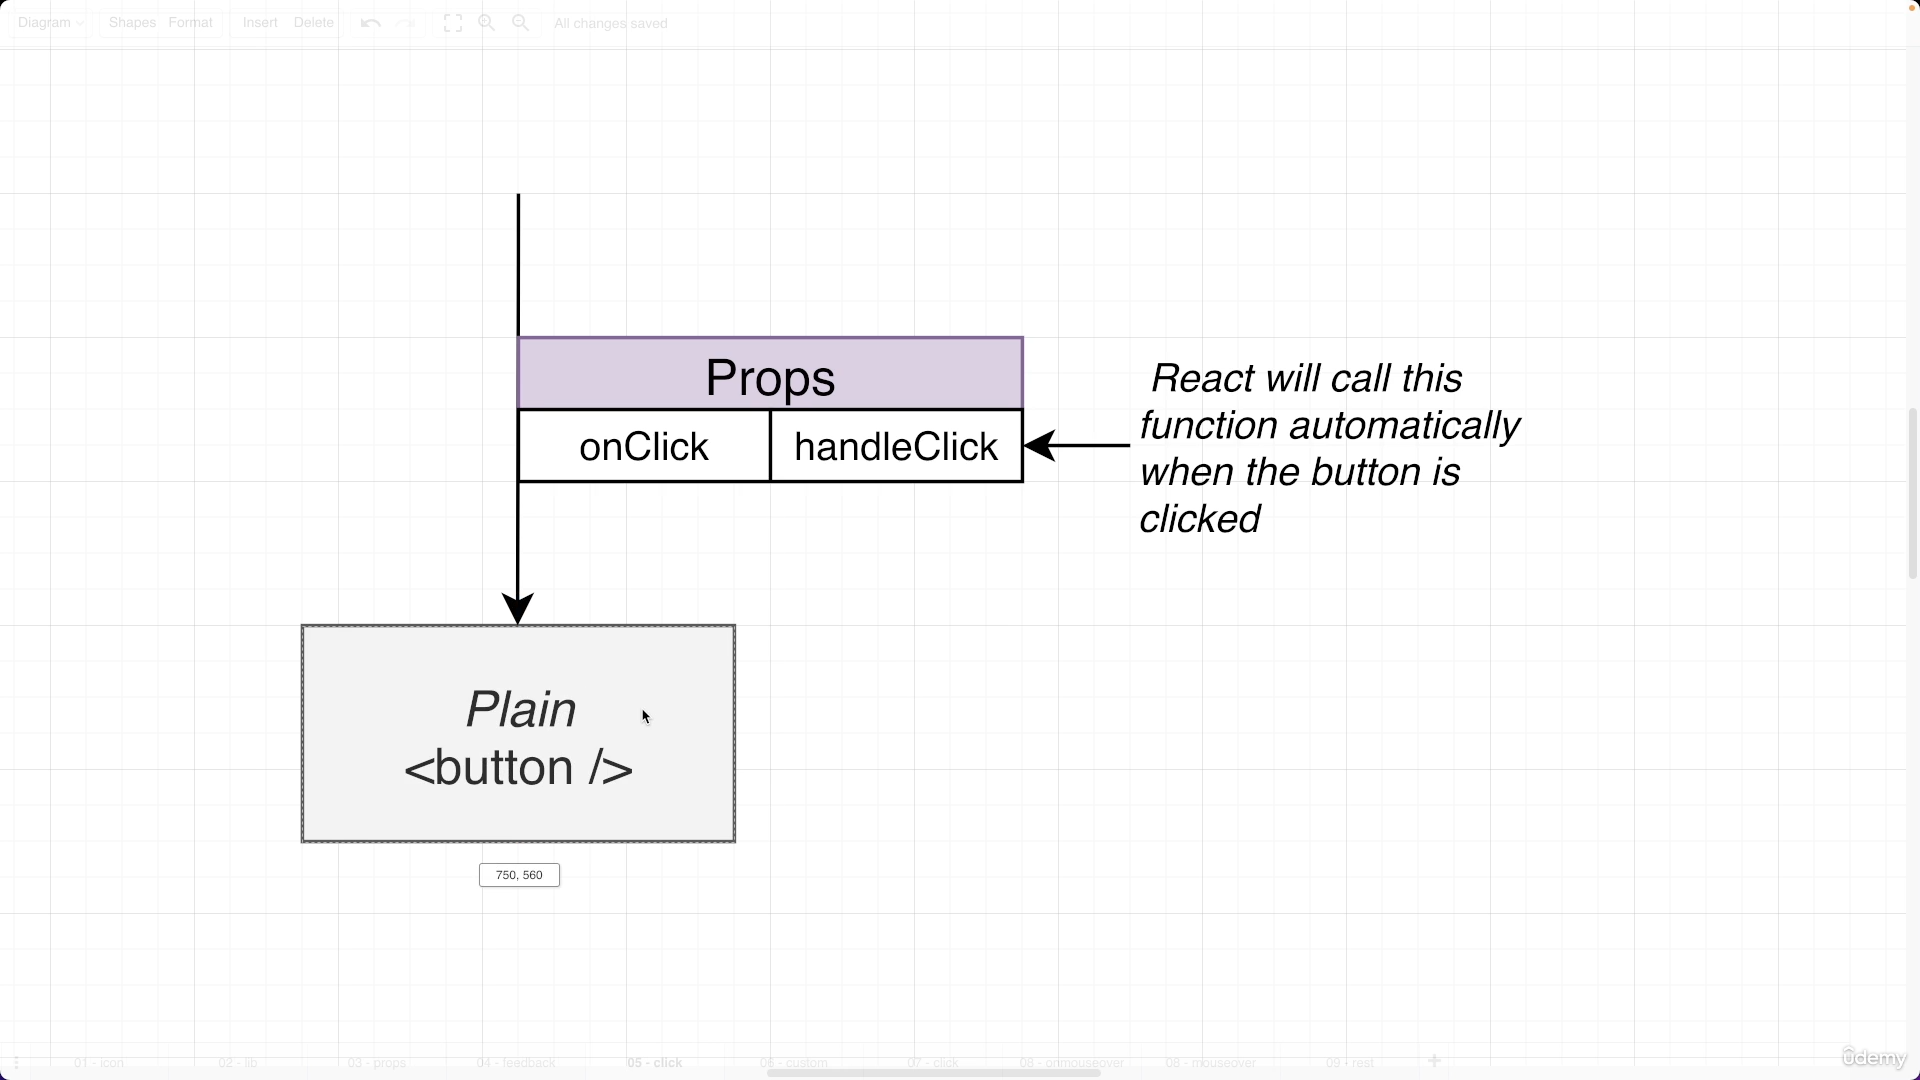 Diagram
Shapes
Format
Insert
Delete
All changes saved
Props
onClick
handleClick
React will call this
function automatically
when the button is
clicked
Plain
<button />
750, 560
01 - icon
02 - lib
03 - props
04 - feedback
05 - click
06 - custom
07 - click
08 - onmouseover
08 - mouseover
09 - rest
ûdemy